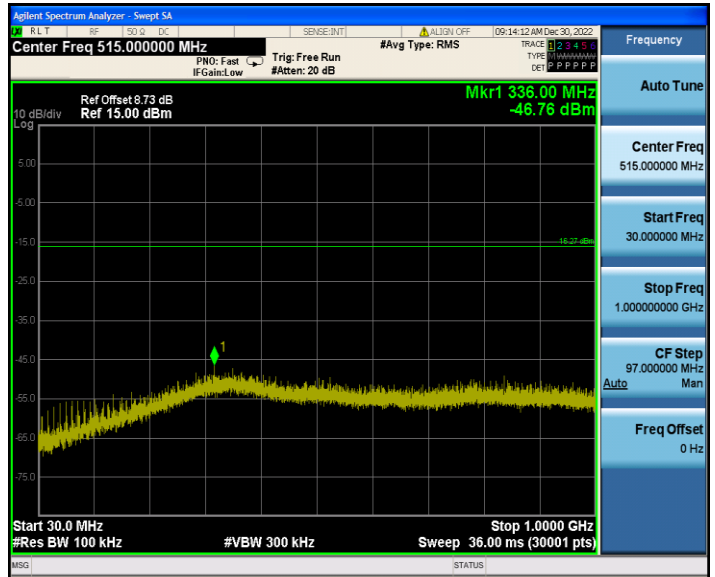 Agilent Spectrum Analyzer - Swept SA
RLT RF 50 Ω DC SENSE:INT ALIGN OFF 09:14:12 AM Dec 30, 2022
Center Freq 515.000000 MHz
#Avg Type: RMS
TRACE 1 2 3 4 5 6
PNO: Fast
Trig: Free Run
TYPE MWWWWW
IFGain:Low
#Atten: 20 dB
DET P P P P P P
Frequency
Auto Tune
Center Freq
515.000000 MHz
Start Freq
30.000000 MHz
Stop Freq
1.000000000 GHz
CF Step
97.000000 MHz
Auto Man
Freq Offset
0 Hz
Ref Offset 8.73 dB
Ref 15.00 dBm
10 dB/div
Log
Mkr1 336.00 MHz
-46.76 dBm
5.00
-5.00
-15.0
-16.27 dBm
-25.0
-35.0
1
-45.0
-55.0
-65.0
-75.0
Start 30.0 MHz
Stop 1.0000 GHz
#Res BW 100 kHz
#VBW 300 kHz
Sweep 36.00 ms (30001 pts)
MSG
STATUS